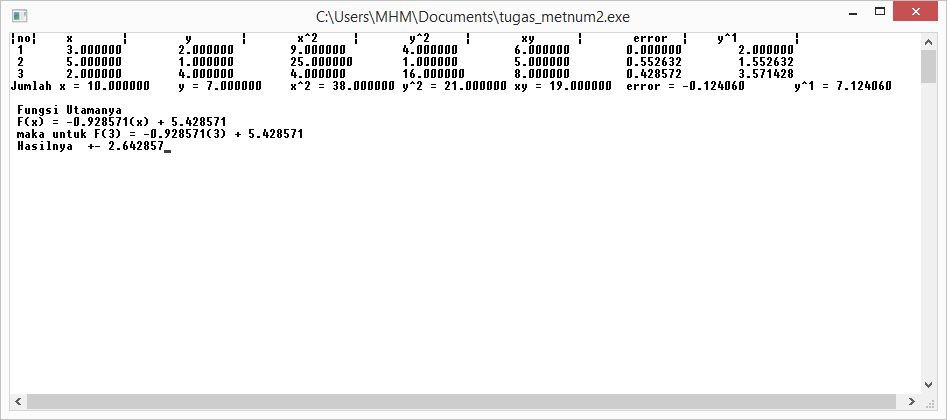 C:\Users\MHM\Documents\tugas_metnum2.exe
|no| x | y | x^2 | y^2 | xy | error | y^1 |
1 3.000000 2.000000 9.000000 4.000000 6.000000 0.000000 2.000000
2 5.000000 1.000000 25.000000 1.000000 5.000000 0.552632 1.552632
3 2.000000 4.000000 4.000000 16.000000 8.000000 0.428572 3.571428
Jumlah x = 10.000000 y = 7.000000 x^2 = 38.000000 y^2 = 21.000000 xy = 19.000000 error = -0.124060 y^1 = 7.124060
Fungsi Utamanya
F(x) = -0.928571(x) + 5.428571
maka untuk F(3) = -0.928571(3) + 5.428571
Hasilnya +- 2.642857_